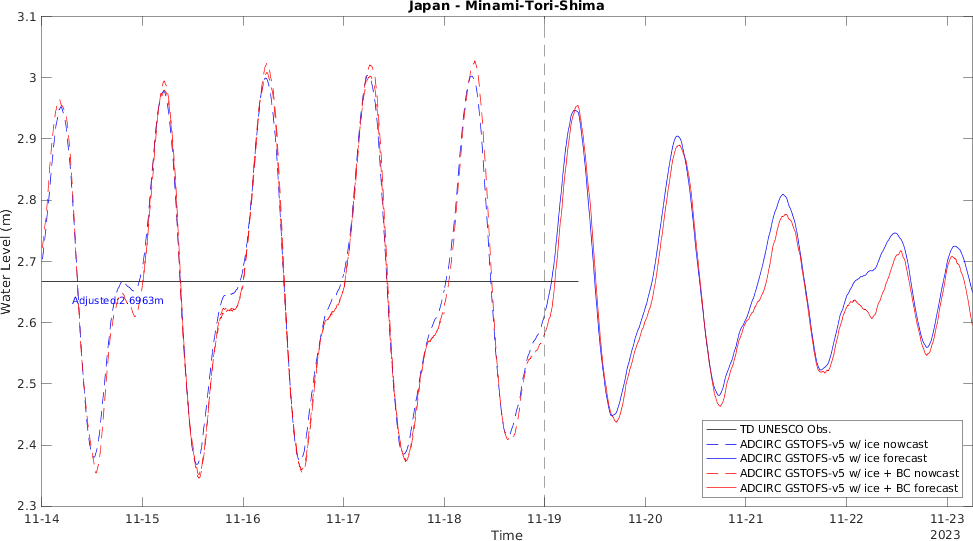 Japan - Minami-Tori-Shima
Water Level (m)
3.1
3
2.9
2.8
2.7
2.6
2.5
2.4
2.3
Adjusted:2.6963m
TD UNESCO Obs.
ADCIRC GSTOFS-v5 w/ ice nowcast
ADCIRC GSTOFS-v5 w/ ice forecast
ADCIRC GSTOFS-v5 w/ ice + BC nowcast
ADCIRC GSTOFS-v5 w/ ice + BC forecast
11-14 11-15 11-16 11-17 11-18 11-19 11-20 11-21 11-22 11-23
Time
2023